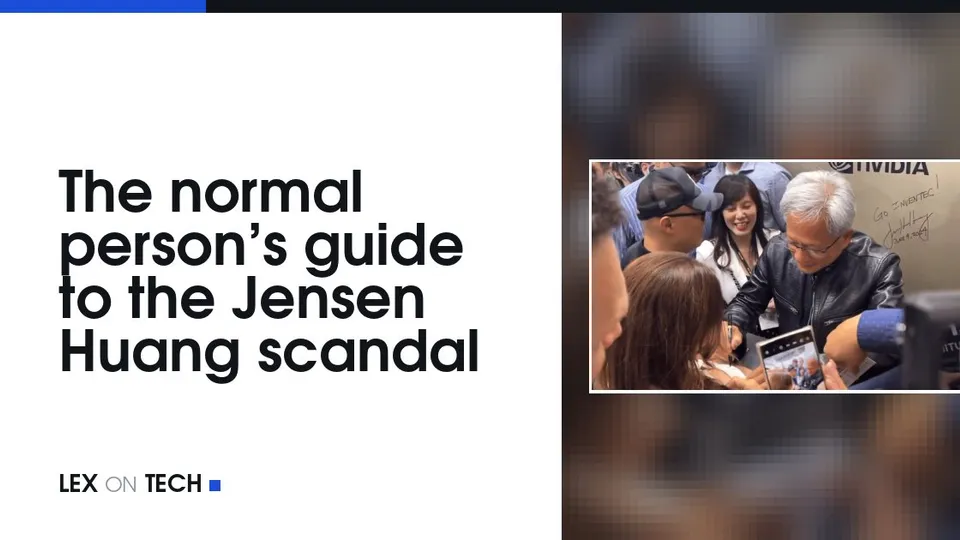 The normal
person’s guide
to the Jensen
Huang scandal
LEX ON TECH
NVIDIA
GO INVENTEC!